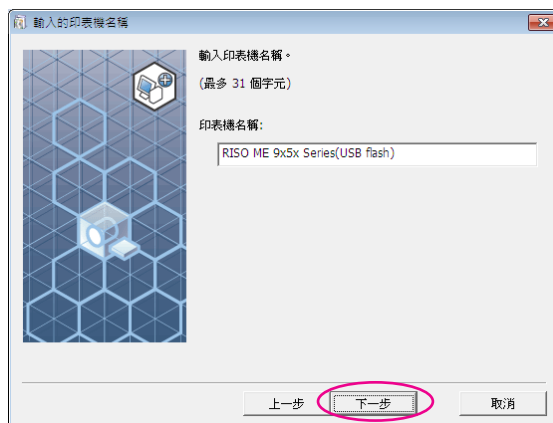 輸入的印表機名稱
輸入印表機名稱。
(最多 31 個字元)
印表機名稱:
RISO ME 9x5x Series(USB flash)
上一步
下一步
取消